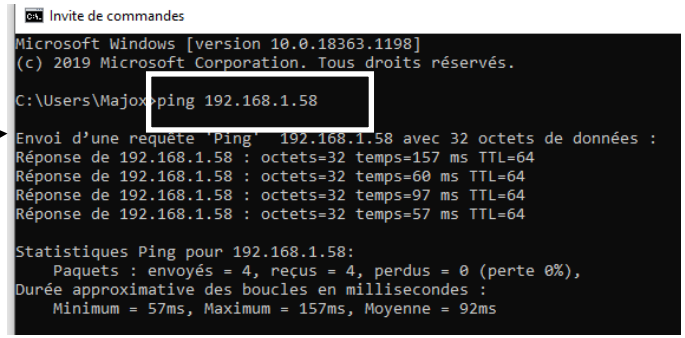 Invite de commandes
Microsoft Windows [version 10.0.18363.1198]
(c) 2019 Microsoft Corporation. Tous droits réservés.
C:\Users\Majox>ping 192.168.1.58
Envoi d’une requête 'Ping'  192.168.1.58 avec 32 octets de données :
Réponse de 192.168.1.58 : octets=32 temps=157 ms TTL=64
Réponse de 192.168.1.58 : octets=32 temps=60 ms TTL=64
Réponse de 192.168.1.58 : octets=32 temps=97 ms TTL=64
Réponse de 192.168.1.58 : octets=32 temps=57 ms TTL=64
Statistiques Ping pour 192.168.1.58:
    Paquets : envoyés = 4, reçus = 4, perdus = 0 (perte 0%),
Durée approximative des boucles en millisecondes :
    Minimum = 57ms, Maximum = 157ms, Moyenne = 92ms